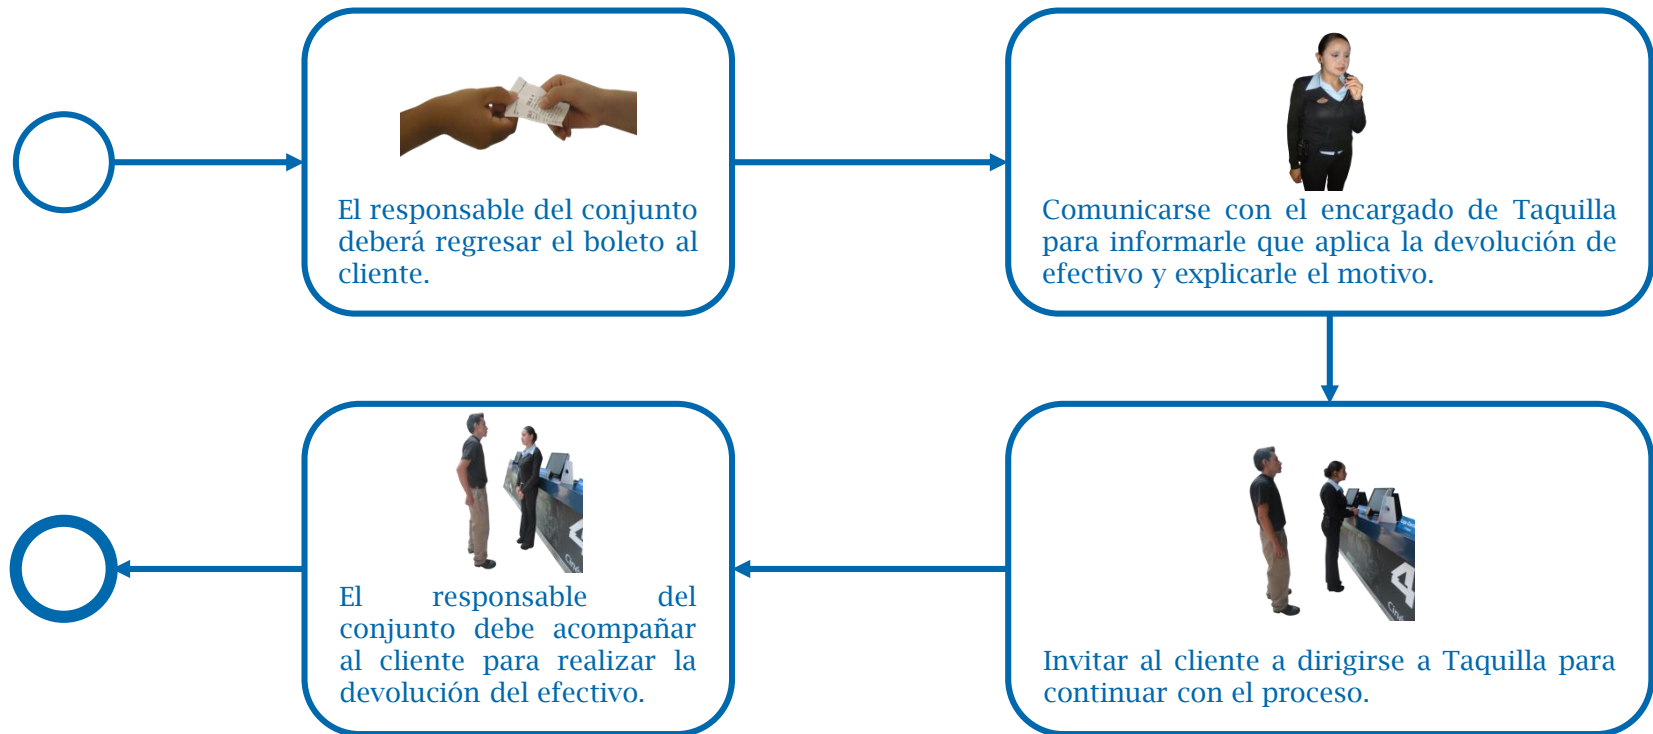 El responsable del conjunto
deberá regresar el boleto al
cliente.
Comunicarse con el encargado de Taquilla
para informarle que aplica la devolución de
efectivo y explicarle el motivo.
Invitar al cliente a dirigirse a Taquilla para
continuar con el proceso.
El responsable del
conjunto debe acompañar
al cliente para realizar la
devolución del efectivo.